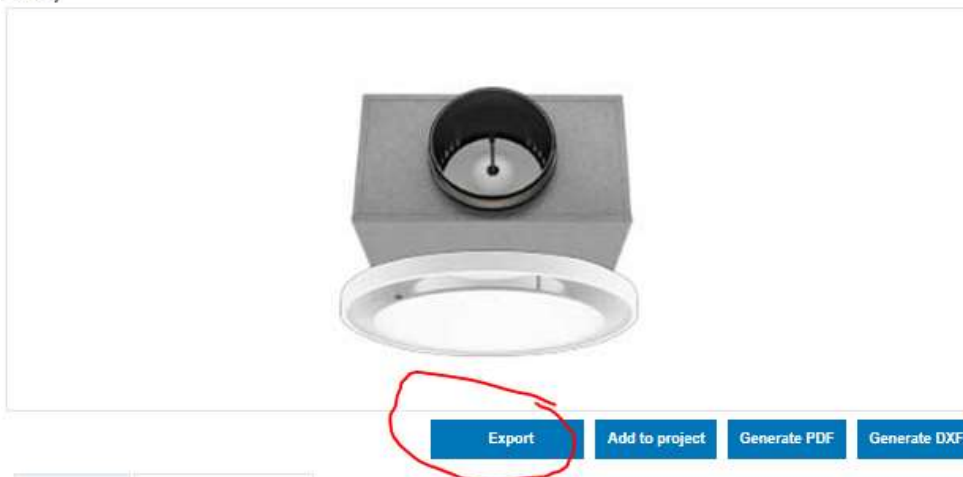 Export
Add to project
Generate PDF
Generate DXF